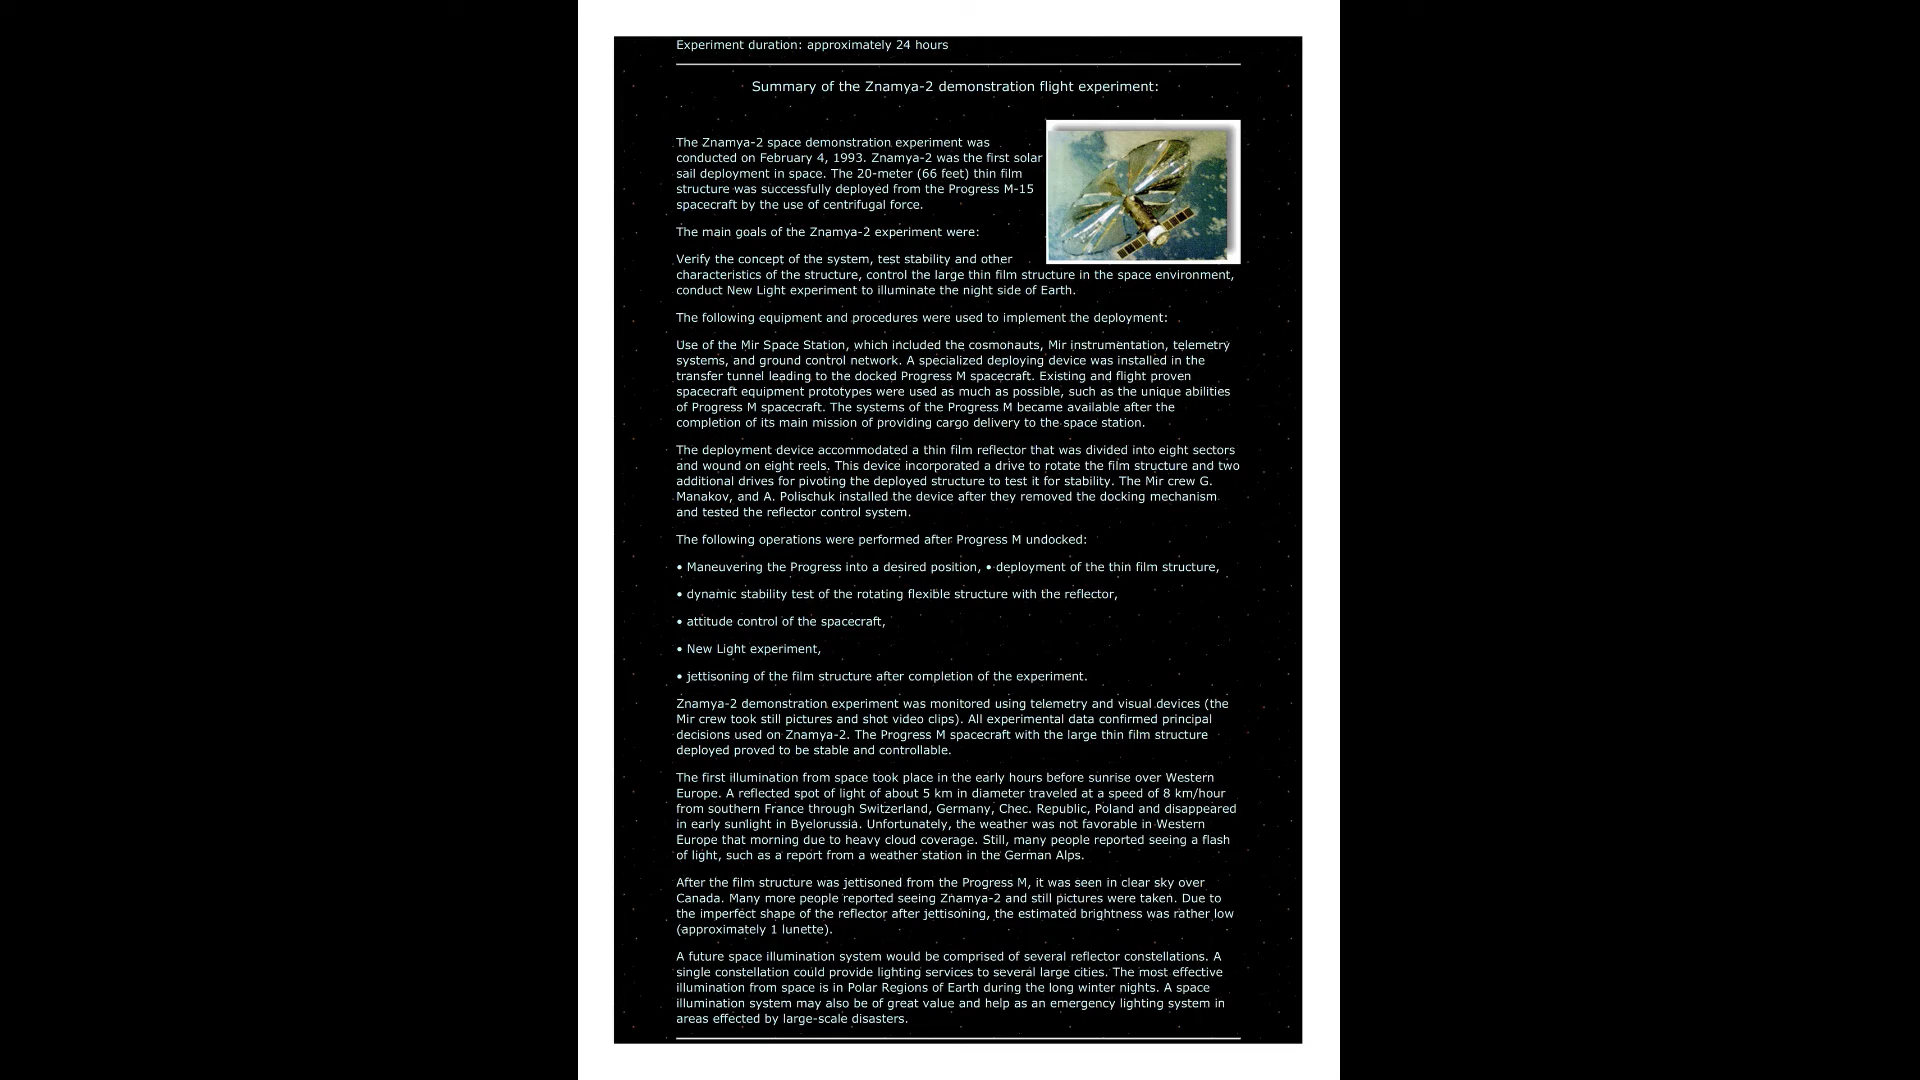 Experiment duration: approximately 24 hours
Summary of the Znamya-2 demonstration flight experiment:
The Znamya-2 space demonstration experiment was
conducted on February 4, 1993. Znamya-2 was the first solar
sail deployment in space. The 20-meter (66 feet) thin film
structure was successfully deployed from the Progress M-15
spacecraft by the use of centrifugal force.
The main goals of the Znamya-2 experiment were:
Verify the concept of the system, test stability and other
characteristics of the structure, control the large thin film structure in the space environment,
conduct New Light experiment to illuminate the night side of Earth.
The following equipment and procedures were used to implement the deployment:
Use of the Mir Space Station, which included the cosmonauts, Mir instrumentation, telemetry
systems, and ground control network. A specialized deploying device was installed in the
transfer tunnel leading to the docked Progress M spacecraft. Existing and flight proven
spacecraft equipment prototypes were used as much as possible, such as the unique abilities
of Progress M spacecraft. The systems of the Progress M became available after the
completion of its main mission of providing cargo delivery to the space station.
The deployment device accommodated a thin film reflector that was divided into eight sectors
and wound on eight reels. This device incorporated a drive to rotate the film structure and two
additional drives for pivoting the deployed structure to test it for stability. The Mir crew G.
Manakov, and A. Polischuk installed the device after they removed the docking mechanism
and tested the reflector control system.
The following operations were performed after Progress M undocked:
• Maneuvering the Progress into a desired position, • deployment of the thin film structure,
• dynamic stability test of the rotating flexible structure with the reflector,
• attitude control of the spacecraft,
• New Light experiment,
• jettisoning of the film structure after completion of the experiment.
Znamya-2 demonstration experiment was monitored using telemetry and visual devices (the
Mir crew took still pictures and shot video clips). All experimental data confirmed principal
decisions used on Znamya-2. The Progress M spacecraft with the large thin film structure
deployed proved to be stable and controllable.
The first illumination from space took place in the early hours before sunrise over Western
Europe. A reflected spot of light of about 5 km in diameter traveled at a speed of 8 km/hour
from southern France through Switzerland, Germany, Chec. Republic, Poland and disappeared
in early sunlight in Byelorussia. Unfortunately, the weather was not favorable in Western
Europe that morning due to heavy cloud coverage. Still, many people reported seeing a flash
of light, such as a report from a weather station in the German Alps.
After the film structure was jettisoned from the Progress M, it was seen in clear sky over
Canada. Many more people reported seeing Znamya-2 and still pictures were taken. Due to
the imperfect shape of the reflector after jettisoning, the estimated brightness was rather low
(approximately 1 lunette).
A future space illumination system would be comprised of several reflector constellations. A
single constellation could provide lighting services to several large cities. The most effective
illumination from space is in Polar Regions of Earth during the long winter nights. A space
illumination system may also be of great value and help as an emergency lighting system in
areas effected by large-scale disasters.